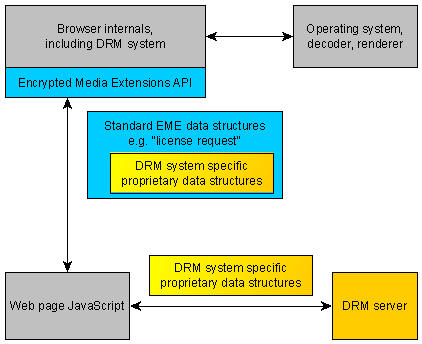 Browser internals,
including DRM system
Operating system,
decoder, renderer
Encrypted Media Extensions API
Standard EME data structures
e.g. "license request"
DRM system specific
proprietary data structures
DRM system specific
proprietary data structures
Web page JavaScript
DRM server